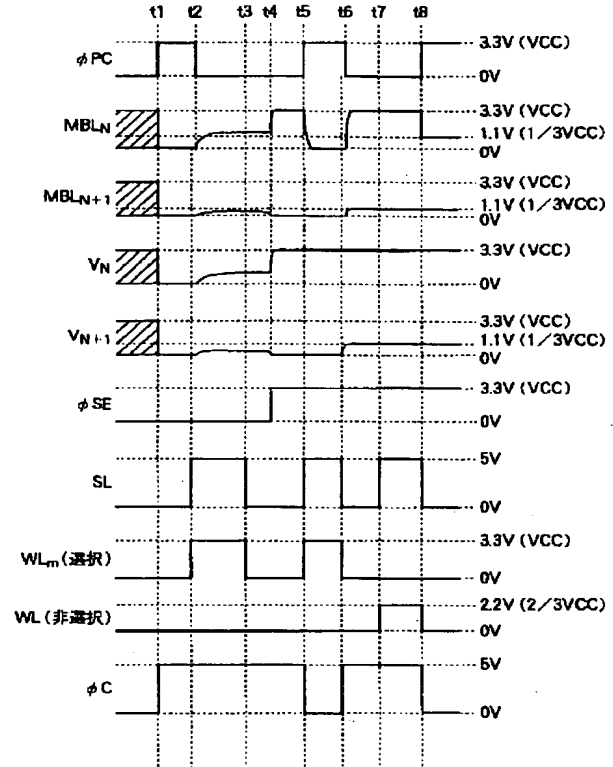 t1 t2 t3 t4 t5 t6 t7 t8
φPC
3.3V (VCC)
0V
MBLN
3.3V (VCC)
1.1V (1/3VCC)
0V
MBLN+1
3.3V (VCC)
1.1V (1/3VCC)
0V
VN
3.3V (VCC)
0V
VN+1
3.3V (VCC)
1.1V (1/3VCC)
0V
φSE
3.3V (VCC)
0V
SL
5V
0V
WLm (選択)
3.3V (VCC)
0V
WL (非選択)
2.2V (2/3VCC)
0V
φC
5V
0V